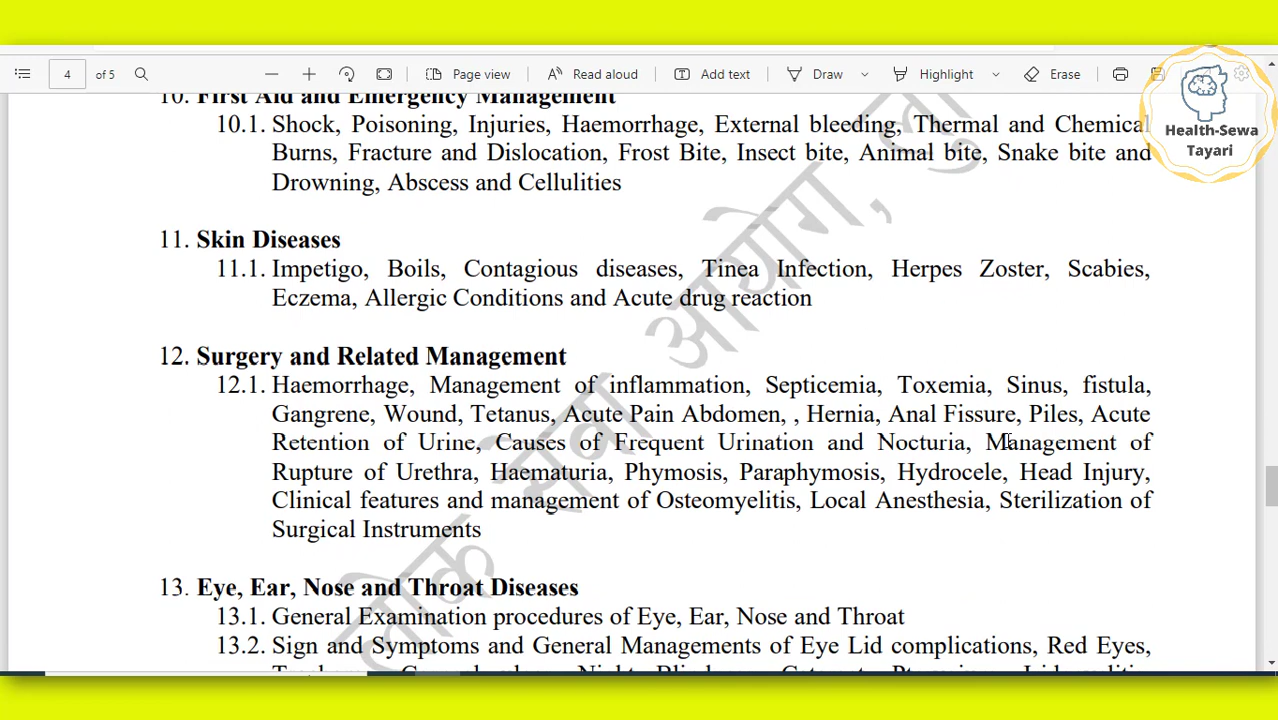 4 of 5 Page view Read aloud Add text Draw Highlight Erase
Health-Sewa
Tayari
10. First Aid and Emergency Management
10.1. Shock, Poisoning, Injuries, Haemorrhage, External bleeding, Thermal and Chemical
Burns, Fracture and Dislocation, Frost Bite, Insect bite, Animal bite, Snake bite and
Drowning, Abscess and Cellulities
11. Skin Diseases
11.1. Impetigo, Boils, Contagious diseases, Tinea Infection, Herpes Zoster, Scabies,
Eczema, Allergic Conditions and Acute drug reaction
12. Surgery and Related Management
12.1. Haemorrhage, Management of inflammation, Septicemia, Toxemia, Sinus, fistula,
Gangrene, Wound, Tetanus, Acute Pain Abdomen, , Hernia, Anal Fissure, Piles, Acute
Retention of Urine, Causes of Frequent Urination and Nocturia, Management of
Rupture of Urethra, Haematuria, Phymosis, Paraphymosis, Hydrocele, Head Injury,
Clinical features and management of Osteomyelitis, Local Anesthesia, Sterilization of
Surgical Instruments
13. Eye, Ear, Nose and Throat Diseases
13.1. General Examination procedures of Eye, Ear, Nose and Throat
13.2. Sign and Symptoms and General Managements of Eye Lid complications, Red Eyes,
लोक सेवा आयोग,